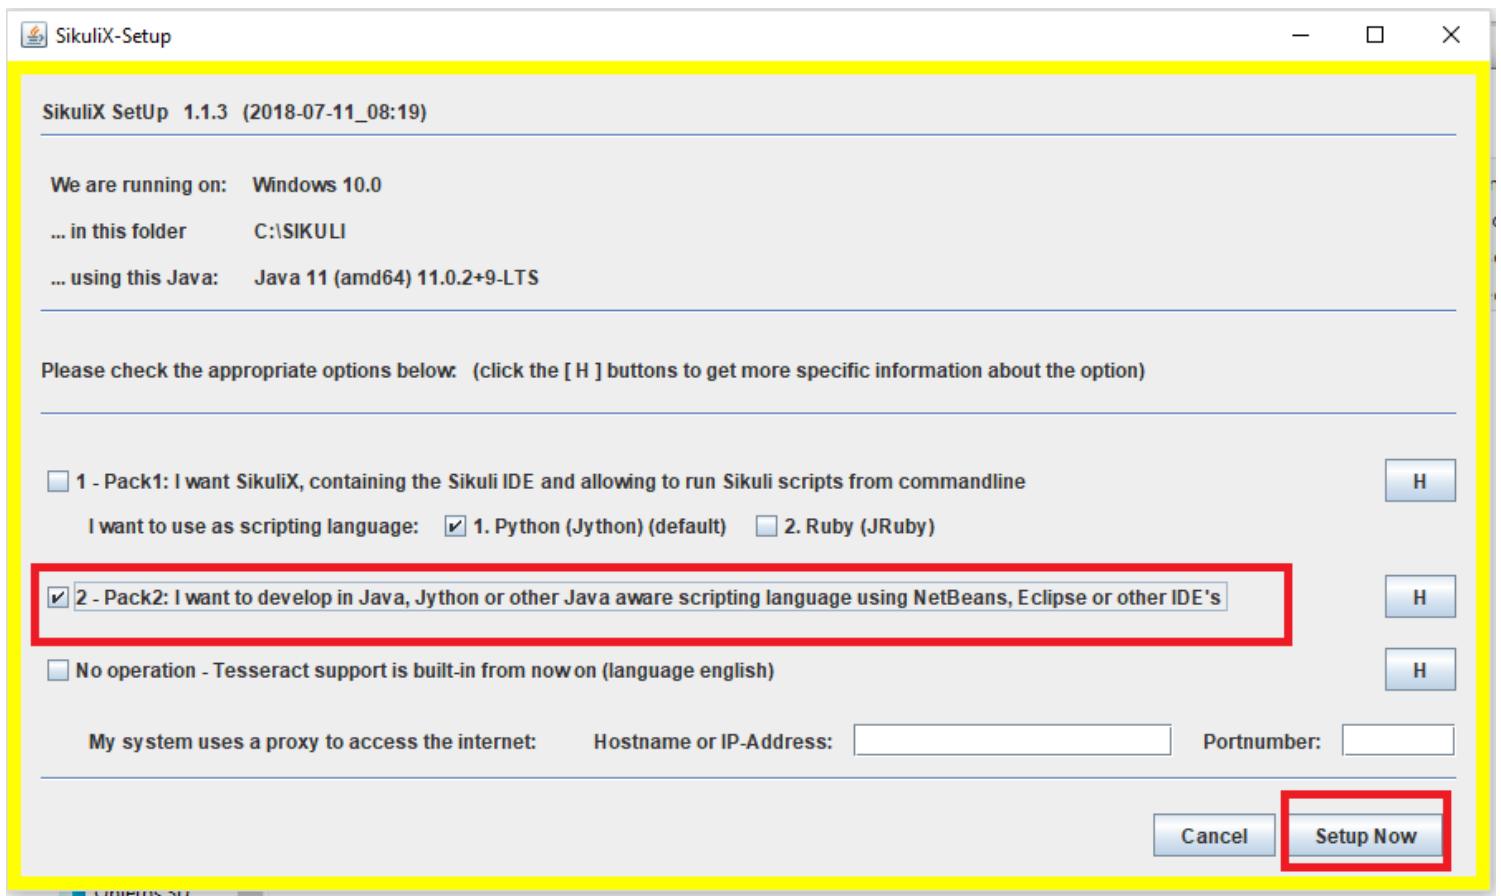 SikuliX-Setup
SikuliX SetUp 1.1.3 (2018-07-11_08:19)
We are running on: Windows 10.0
... in this folder C:\SIKULI
... using this Java: Java 11 (amd64) 11.0.2+9-LTS
Please check the appropriate options below: (click the [ H ] buttons to get more specific information about the option)
1 - Pack1: I want SikuliX, containing the Sikuli IDE and allowing to run Sikuli scripts from commandline H
I want to use as scripting language: 1. Python (Jython) (default) 2. Ruby (JRuby)
2 - Pack2: I want to develop in Java, Jython or other Java aware scripting language using NetBeans, Eclipse or other IDE's H
No operation - Tesseract support is built-in from now on (language english) H
My system uses a proxy to access the internet: Hostname or IP-Address: Portnumber:
Cancel Setup Now